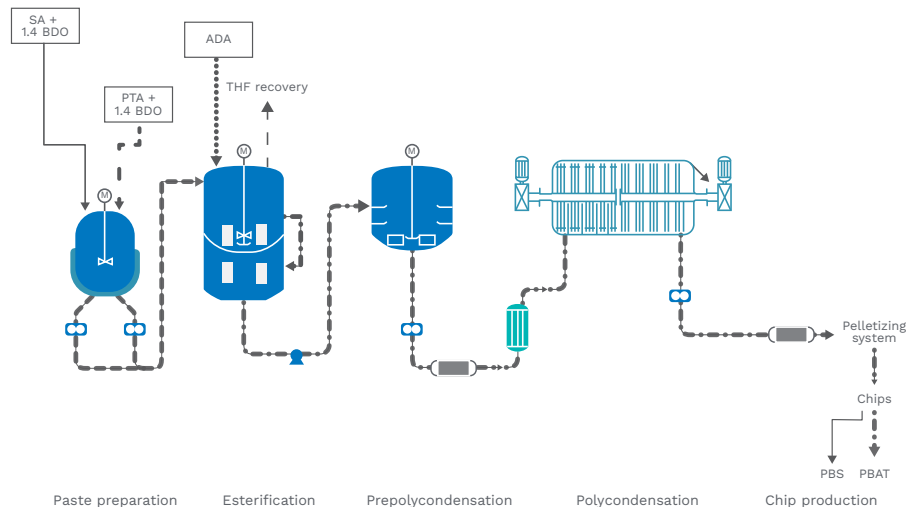 SA +
1.4 BDO
ADA
THF recovery
PTA +
1.4 BDO
M
M
M
Pelletizing
system
Chips
PBS
PBAT
Paste preparation
Esterification
Prepolycondensation
Polycondensation
Chip production